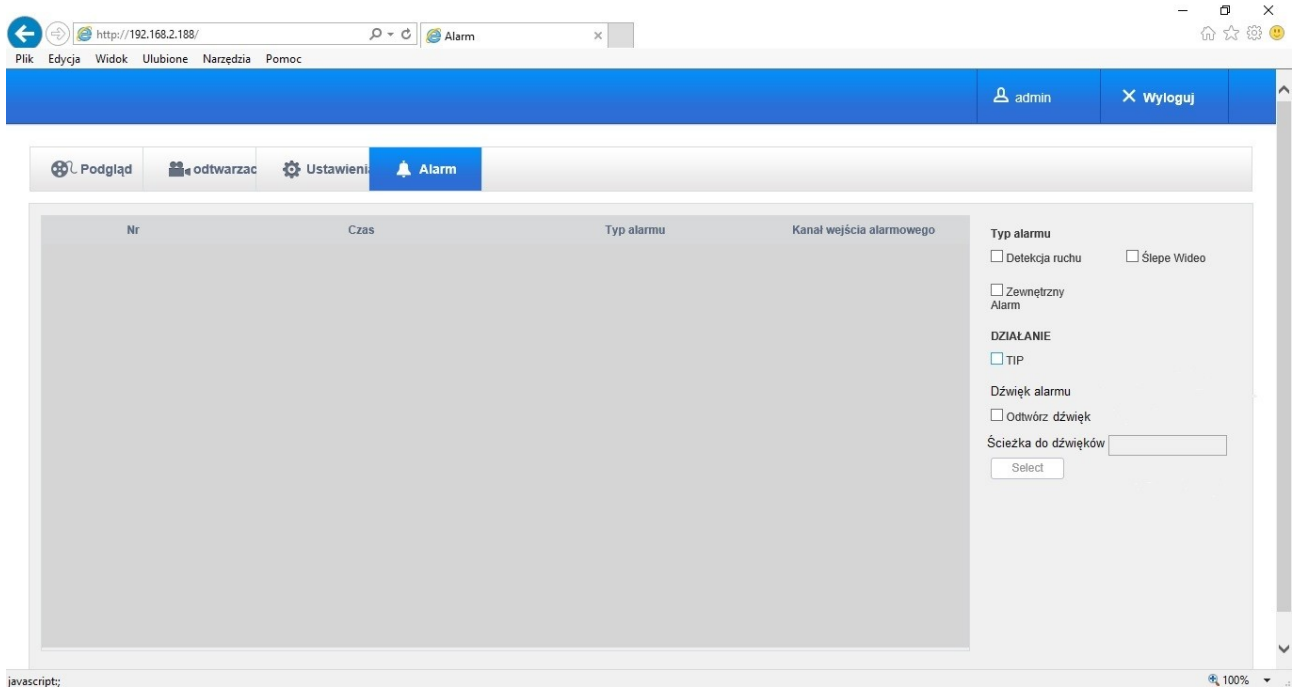 http://192.168.2.188/
Alarm
Plik Edycja Widok Ulubione Narzędzia Pomoc
admin
Wyloguj
Podgląd
odtwarzac
Ustawieni
Alarm
Nr Czas Typ alarmu Kanał wejścia alarmowego
Typ alarmu
Detekcja ruchu
Ślepe Wideo
Zewnętrzny
Alarm
DZIAŁANIE
TIP
Dźwięk alarmu
Odtwórz dźwięk
Ścieżka do dźwięków
Select
javascript:;
100%